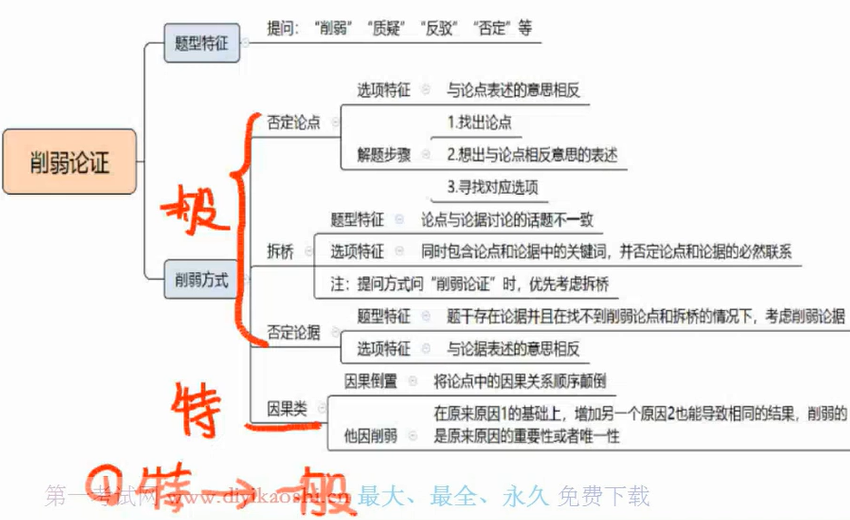 提问：“削弱”“质疑”“反驳”“否定”等
题型特征
选项特征 与论点表述的意思相反
否定论点
1.找出论点
解题步骤 2.想出与论点相反意思的表述
3.寻找对应选项
削弱论证
题型特征 论点与论据讨论的话题不一致
拆桥 选项特征 同时包含论点和论据中的关键词，并否定论点和论据的必然联系
注：提问方式问“削弱论证”时，优先考虑拆桥
削弱方式
题型特征 题干存在论据并且在找不到削弱论点和拆桥的情况下，考虑削弱论据
否定论据
选项特征 与论据表述的意思相反
因果倒置 将论点中的因果关系顺序颠倒
因果类
在原来原因1的基础上，增加另一个原因2也能导致相同的结果，削弱的
他因削弱 是原来原因的重要性或者唯一性
特
①特→一般
第一考试网 www.diyikaoshi.cn 最大、最全、永久 免费下载